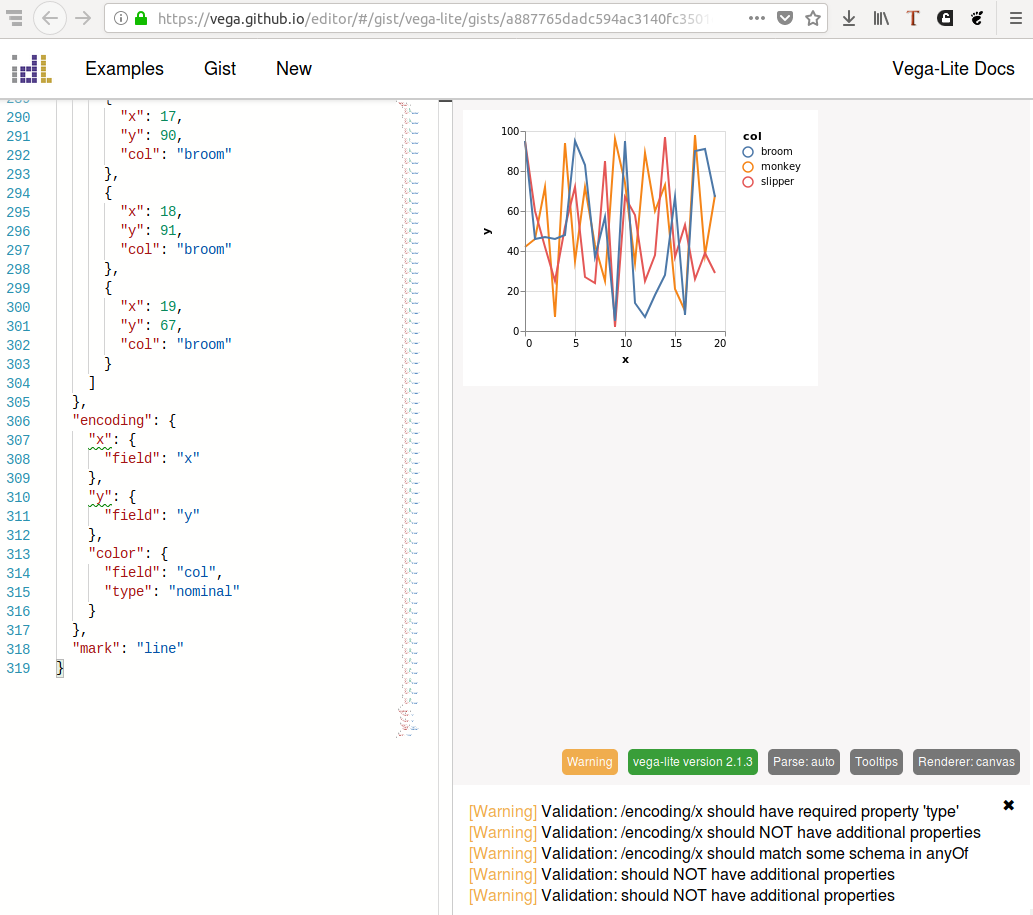 https://vega.github.io/editor/#/gist/vega-lite/gists/a887765dadc594ac3140fc3501
Examples Gist New Vega-Lite Docs
289 {
290 "x": 17,
291 "y": 90,
292 "col": "broom"
293 },
294 {
295 "x": 18,
296 "y": 91,
297 "col": "broom"
298 },
299 {
300 "x": 19,
301 "y": 67,
302 "col": "broom"
303 }
304 ]
305 },
306 "encoding": {
307 "x": {
308 "field": "x"
309 },
310 "y": {
311 "field": "y"
312 },
313 "color": {
314 "field": "col",
315 "type": "nominal"
316 }
317 },
318 "mark": "line"
319 }
100
80
60
40
20
0
y
0 5 10 15 20
x
col
broom
monkey
slipper
Warning vega-lite version 2.1.3 Parse: auto Tooltips Renderer: canvas
[Warning] Validation: /encoding/x should have required property 'type'
[Warning] Validation: /encoding/x should NOT have additional properties
[Warning] Validation: /encoding/x should match some schema in anyOf
[Warning] Validation: should NOT have additional properties
[Warning] Validation: should NOT have additional properties